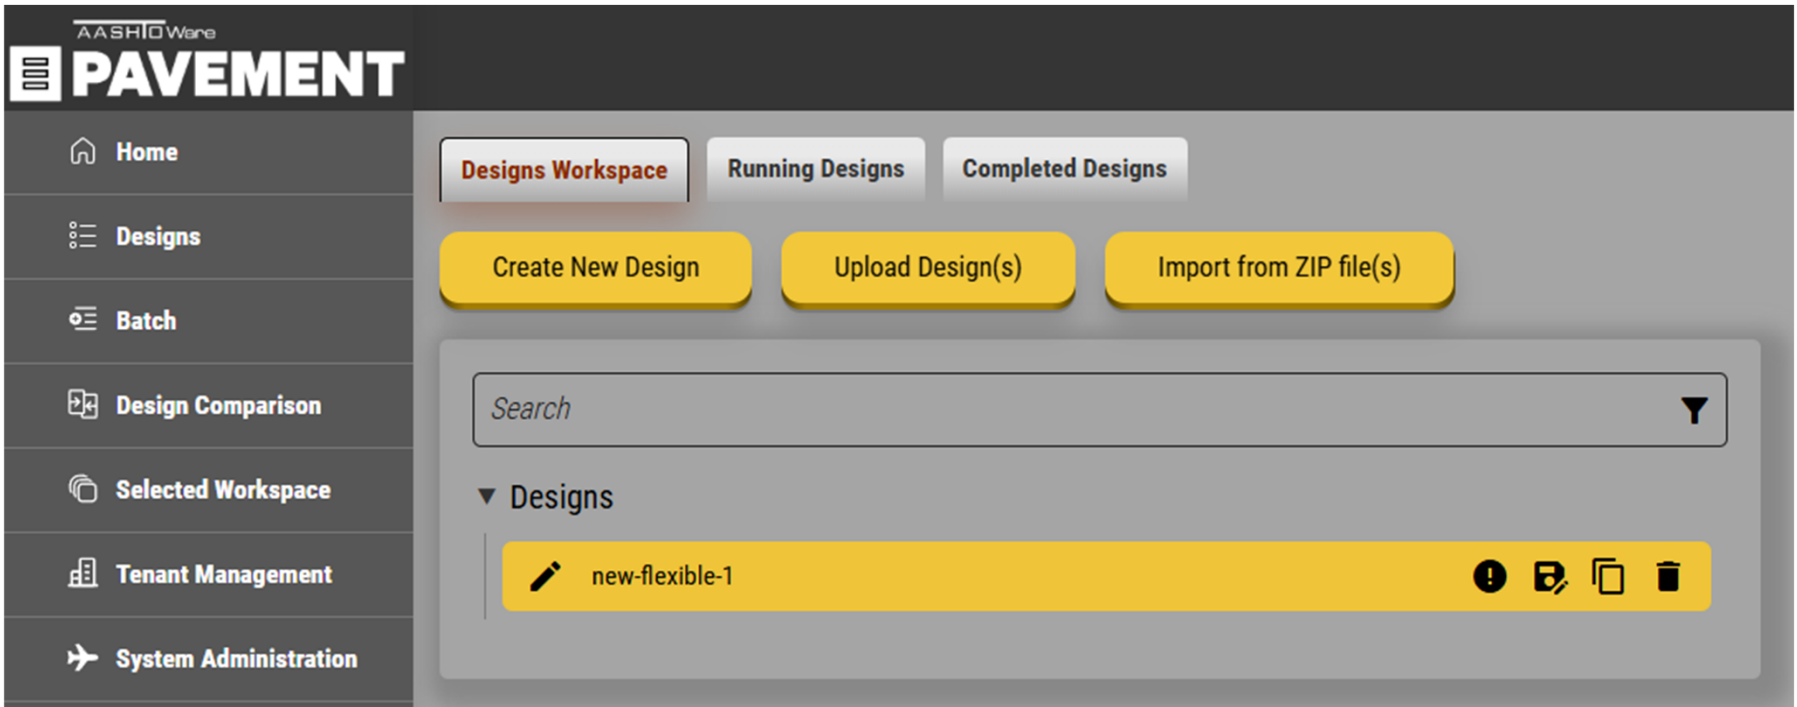 AASHTOWare
PAVEMENT
Home
Designs
Batch
Design Comparison
Selected Workspace
Tenant Management
System Administration
Designs Workspace
Running Designs
Completed Designs
Create New Design
Upload Design(s)
Import from ZIP file(s)
Search
Designs
new-flexible-1